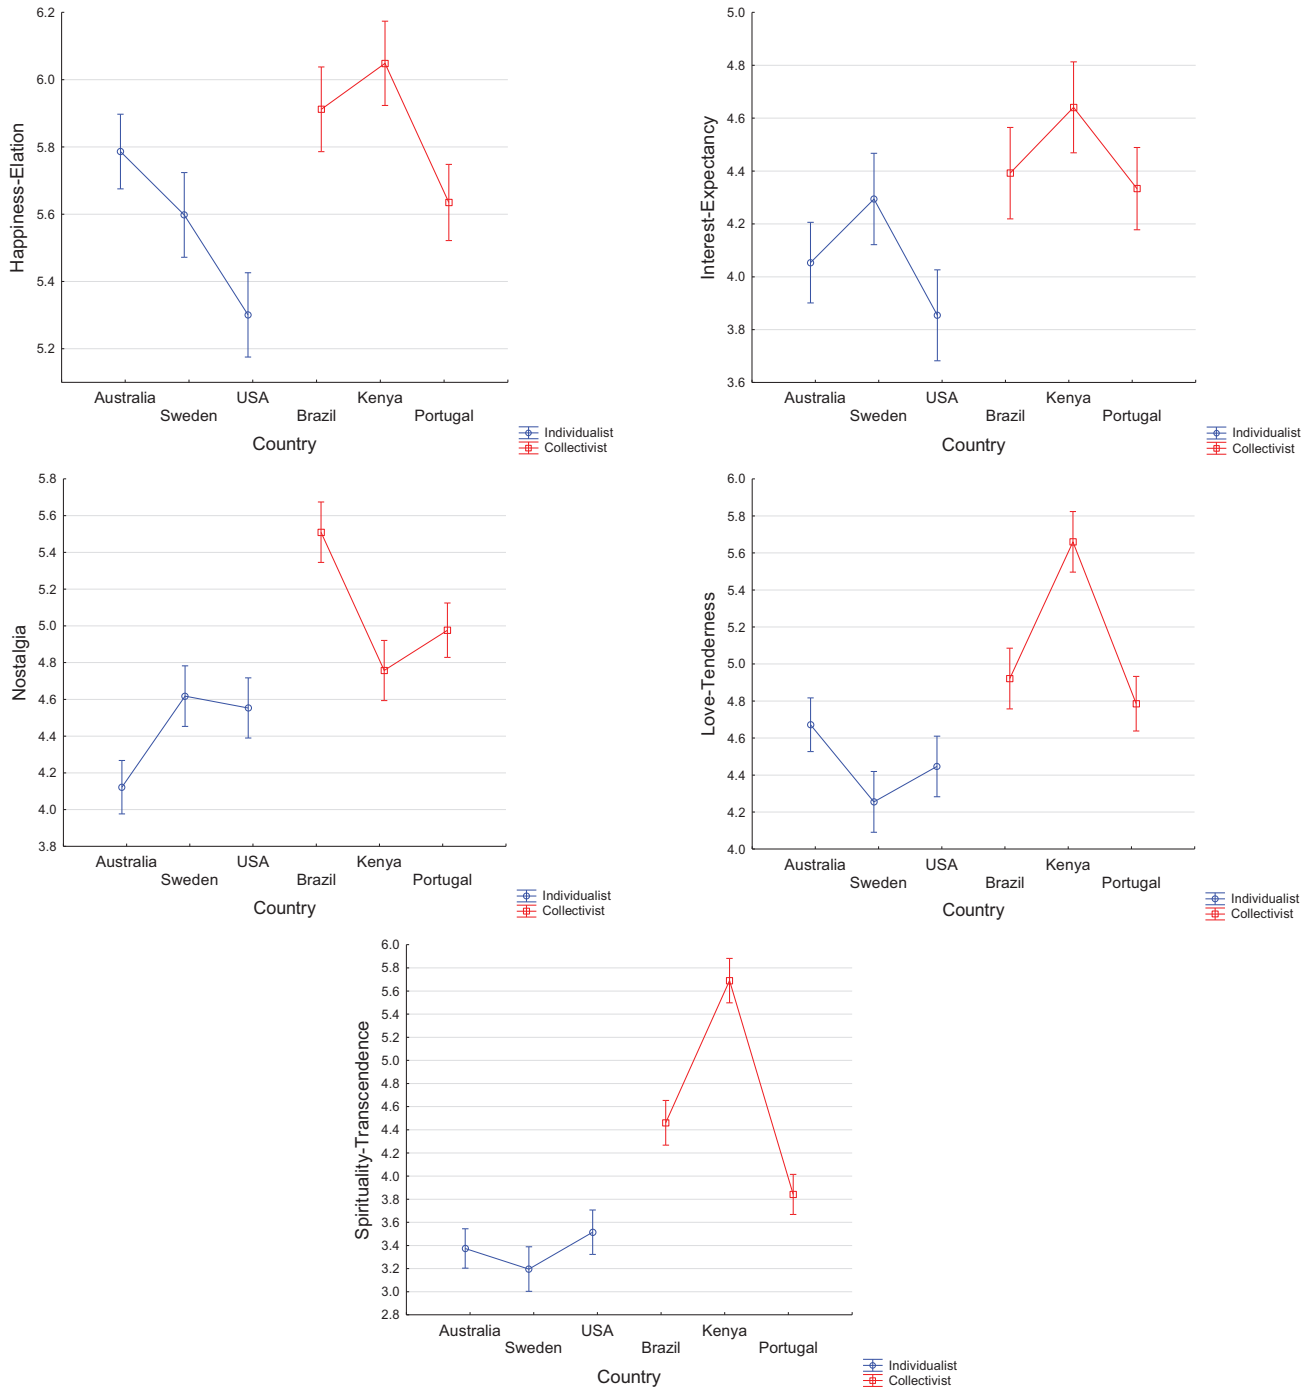 6.2
6.0
5.8
5.6
5.4
5.2
Happiness-Elation
Australia
Sweden
USA
Brazil
Kenya
Portugal
Country
Individualist
Collectivist
5.0
4.8
4.6
4.4
4.2
4.0
3.8
3.6
Interest-Expectancy
Australia
Sweden
USA
Brazil
Kenya
Portugal
Country
Individualist
Collectivist
5.8
5.6
5.4
5.2
5.0
4.8
4.6
4.4
4.2
4.0
3.8
Nostalgia
Australia
Sweden
USA
Brazil
Kenya
Portugal
Country
Individualist
Collectivist
6.0
5.8
5.6
5.4
5.2
5.0
4.8
4.6
4.4
4.2
4.0
Love-Tenderness
Australia
Sweden
USA
Brazil
Kenya
Portugal
Country
Individualist
Collectivist
6.0
5.8
5.6
5.4
5.2
5.0
4.8
4.6
4.4
4.2
4.0
3.8
3.6
3.4
3.2
3.0
2.8
Spirituality-Transcendence
Australia
Sweden
USA
Brazil
Kenya
Portugal
Country
Individualist
Collectivist